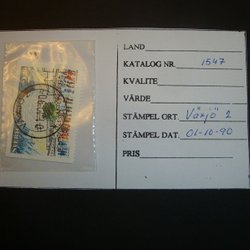 LAND
KATALOG NR. 1547
KVALITE
VÄRDE
STÄMPEL ORT Växjö 2
STÄMPEL DAT. 01-10-90
PRIS